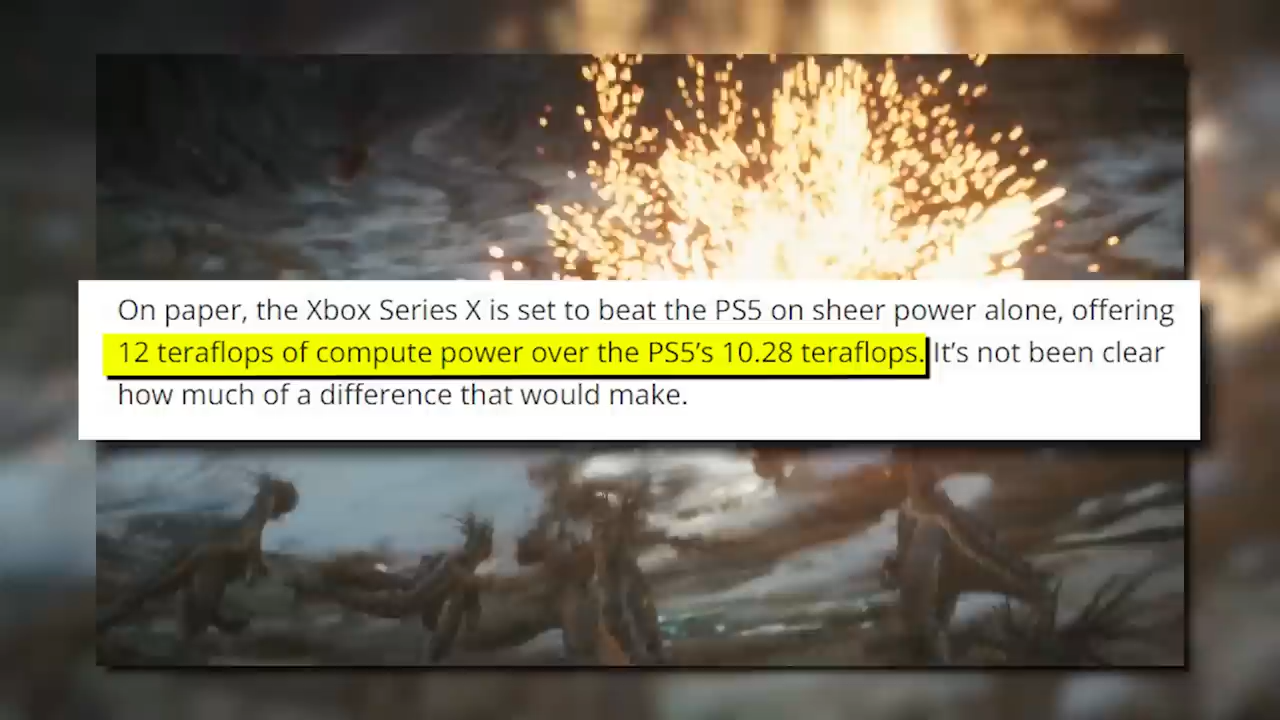 On paper, the Xbox Series X is set to beat the PS5 on sheer power alone, offering
12 teraflops of compute power over the PS5’s 10.28 teraflops. It’s not been clear
how much of a difference that would make.